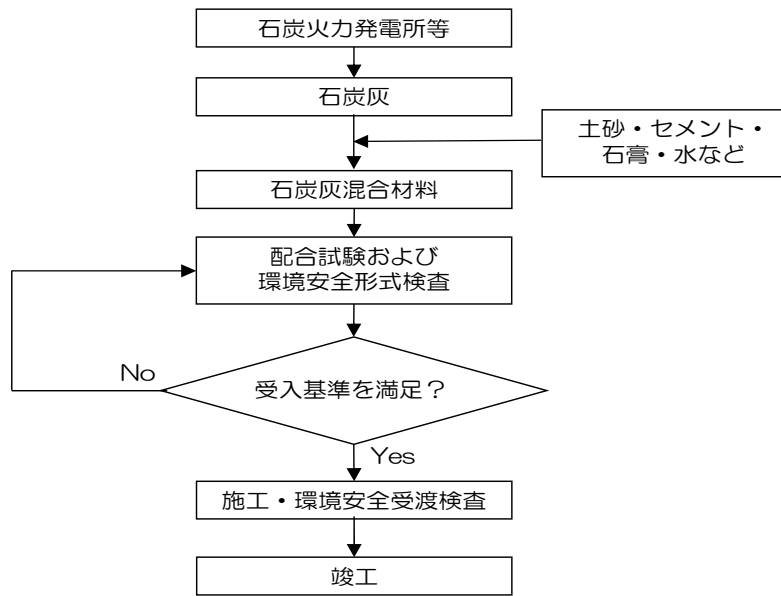 石炭火力発電所等
石炭灰
土砂・セメント・
石膏・水など
石炭灰混合材料
配合試験および
環境安全形式検査
No
受入基準を満足？
Yes
施工・環境安全受渡検査
竣工